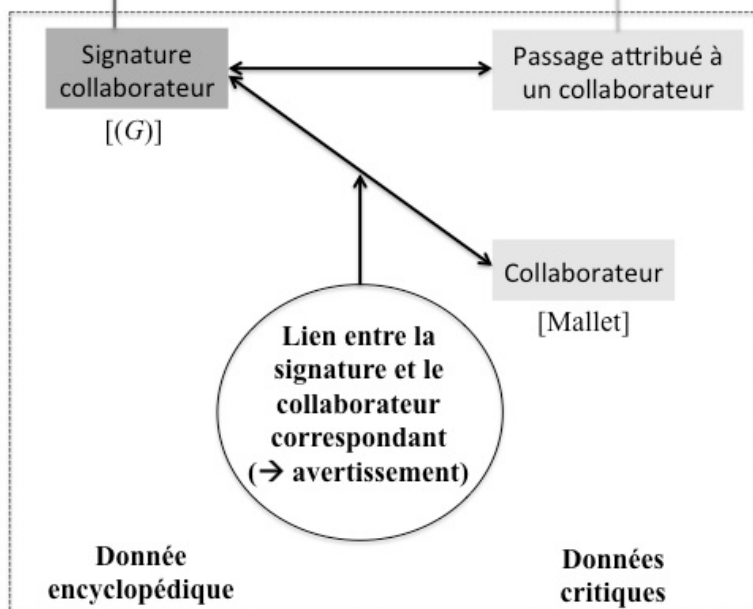 Signature
collaborateur
[(G)]
Passage attribué à
un collaborateur
Collaborateur
[Mallet]
Lien entre la
signature et le
collaborateur
correspondant
(→ avertissement)
Donnée
encyclopédique
Données
critiques